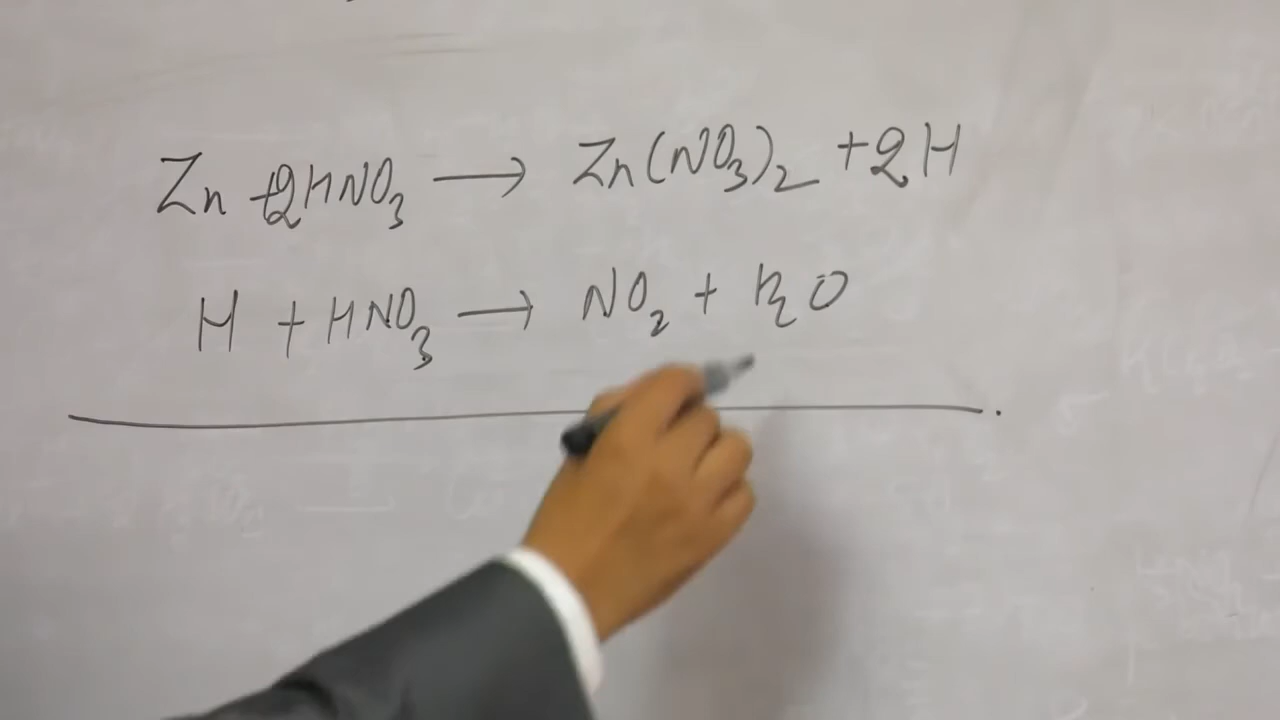 Zn + 2HNO₃ → Zn(NO₃)₂ + 2H
H + HNO₃ → NO₂ + H₂O